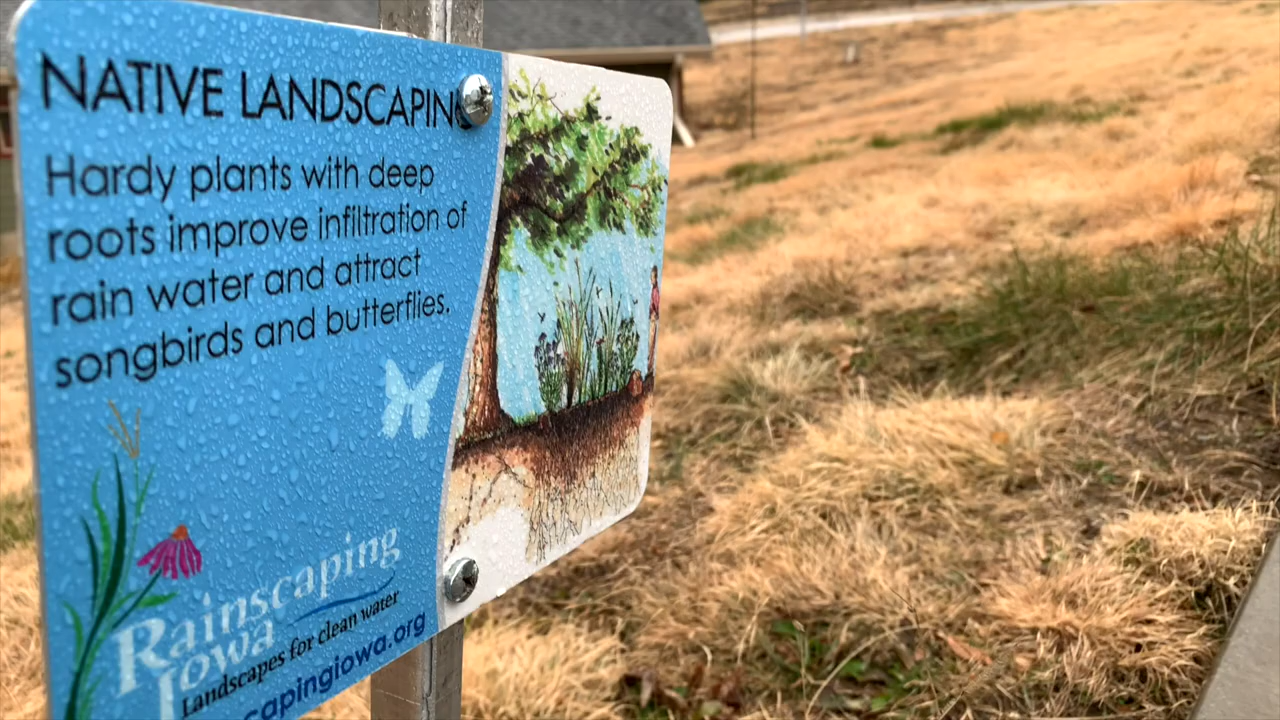 NATIVE LANDSCAPING
Hardy plants with deep
roots improve infiltration of
rain water and attract
songbirds and butterflies.
Rainscaping
Iowa
Landscapes for clean water
capingiowa.org